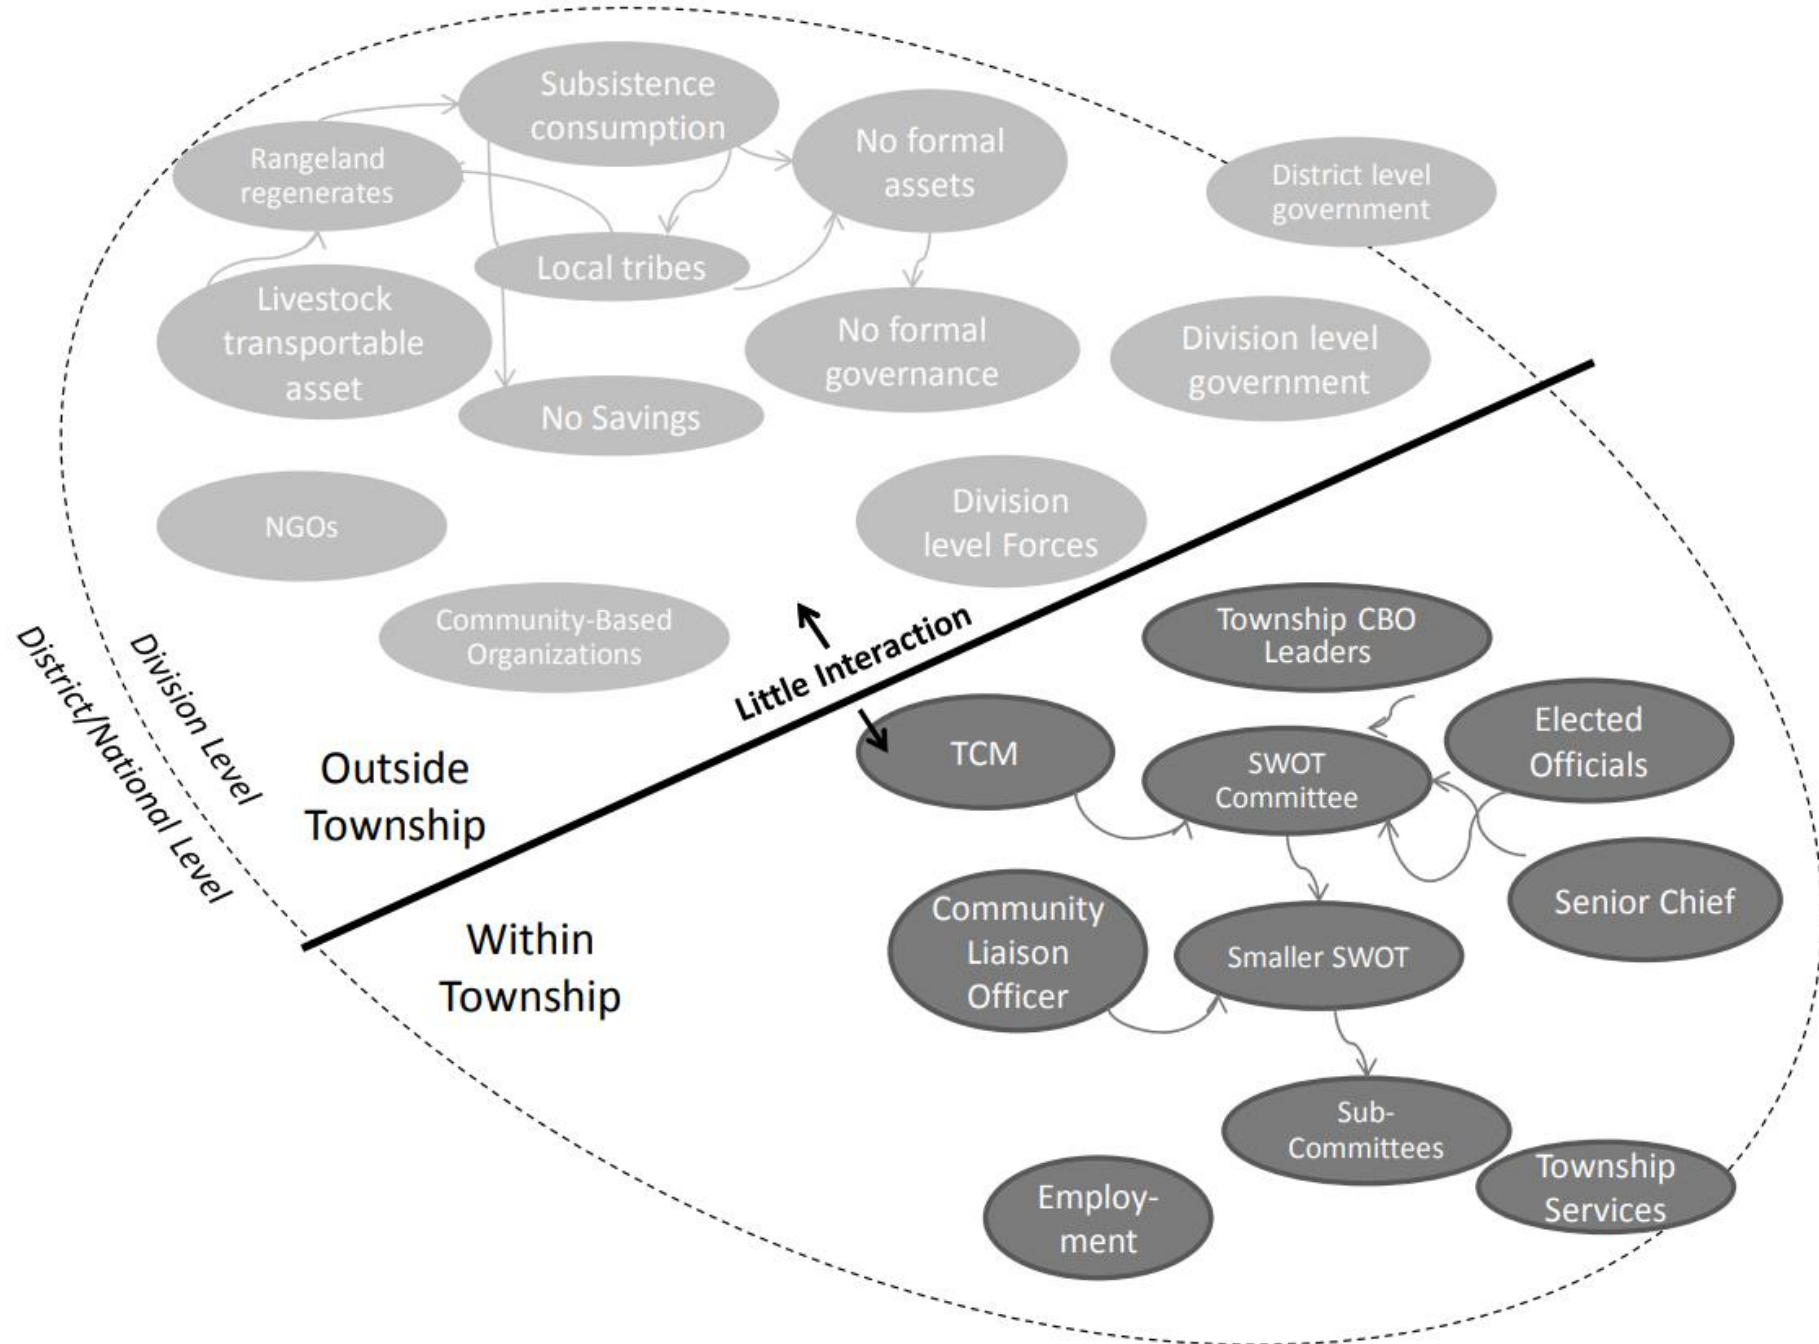 Subsistence
consumption
No formal
assets
Rangeland
regenerates
District level
government
Local tribes
Livestock
transportable
asset
No formal
governance
Division level
government
No Savings
NGOs
Division
level Forces
Community-Based
Organizations
Little Interaction
Division Level
District/National Level
Outside
Township
Township CBO
Leaders
TCM
SWOT
Committee
Elected
Officials
Within
Township
Community
Liaison
Officer
Smaller SWOT
Senior Chief
Sub-
Committees
Township
Services
Employ-
ment